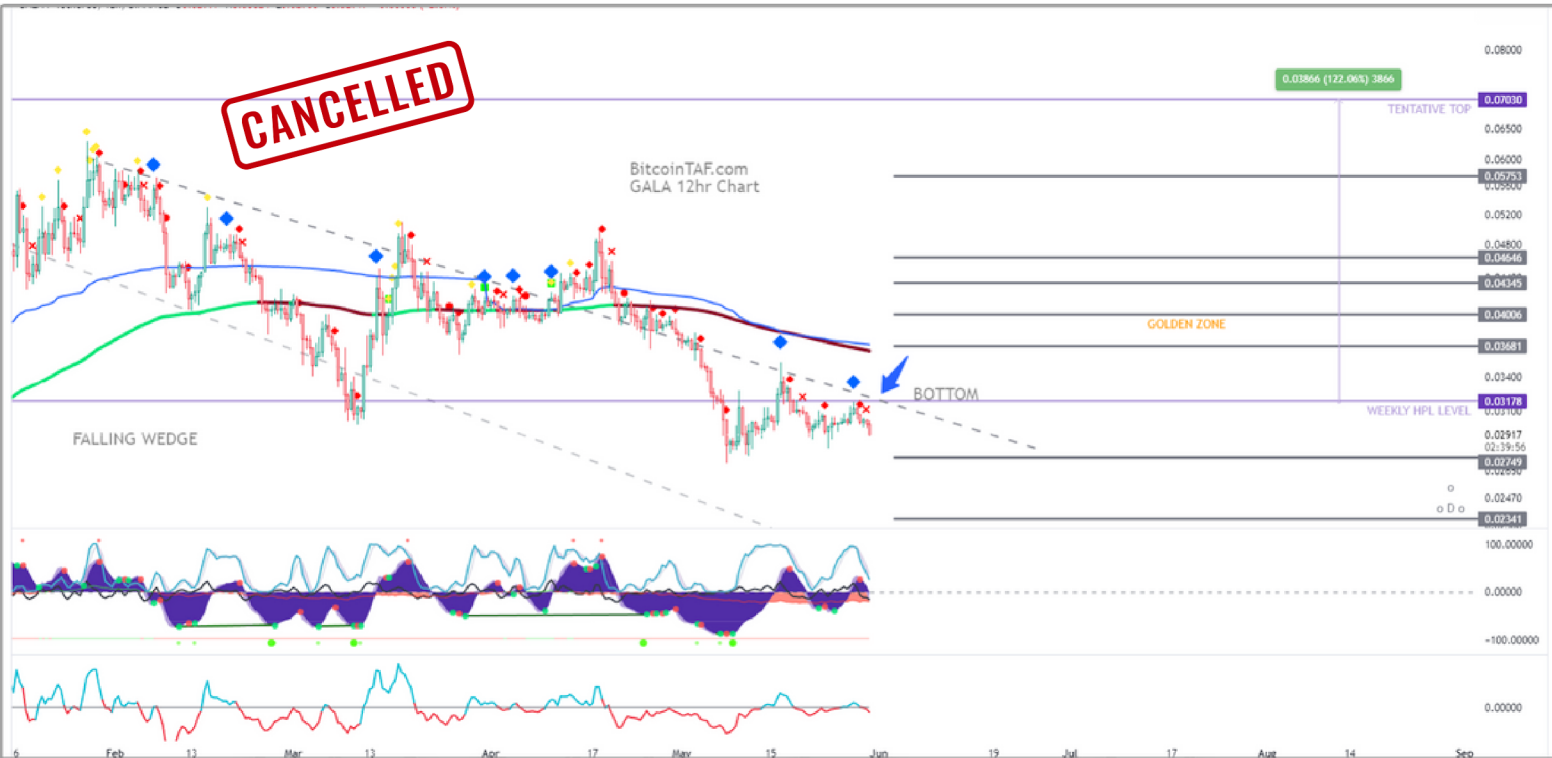 0.08000
0.03866 (122.06%) 3866
0.07030
TENTATIVE TOP
CANCELLED
0.06500
0.06000
BitcoinTAF.com
GALA 12hr Chart
0.05753
0.05200
0.04800
0.04646
0.04345
0.04006
GOLDEN ZONE
0.03681
0.03400
BOTTOM
0.03178
WEEKLY HPL LEVEL
0.03100
FALLING WEDGE
0.02917
02:39:56
0.02749
0.02470
o
o D o
0.02341
100.00000
0.00000
-100.00000
0.00000
6 Feb 13 Mar 13 Apr 17 May 15 Jun 19 Jul 17 Aug 14 Sep